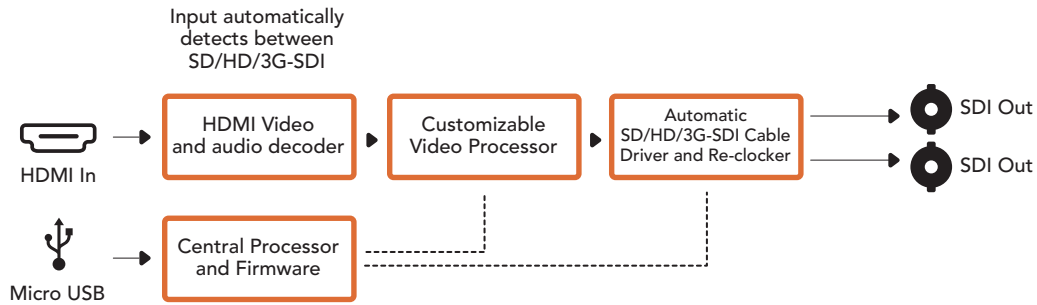 Input automatically
detects between
SD/HD/3G-SDI
HDMI In
HDMI Video
and audio decoder
Customizable
Video Processor
Automatic
SD/HD/3G-SDI Cable
Driver and Re-clocker
SDI Out
SDI Out
Micro USB
Central Processor
and Firmware